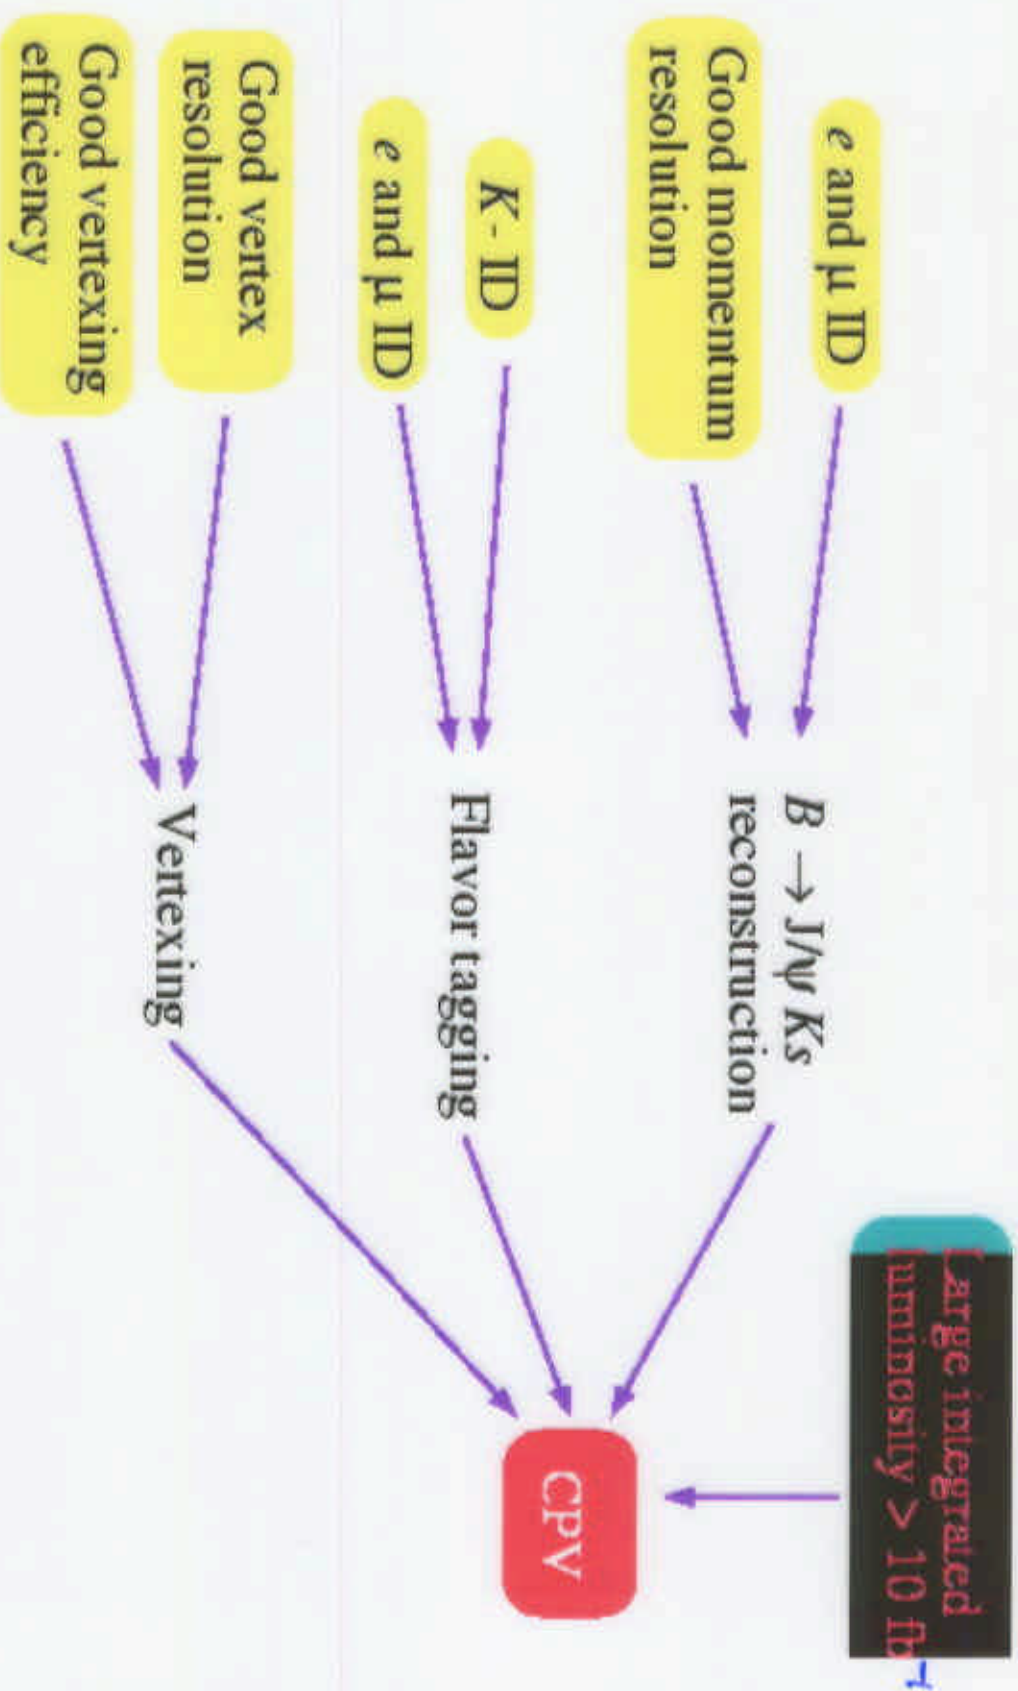 Large integrated
luminosity > 10 fb⁻¹
e and μ ID
Good momentum
resolution
B → J/ψ Ks
reconstruction
K - ID
e and μ ID
Flavor tagging
CPV
Good vertex
resolution
Good vertexing
efficiency
Vertexing